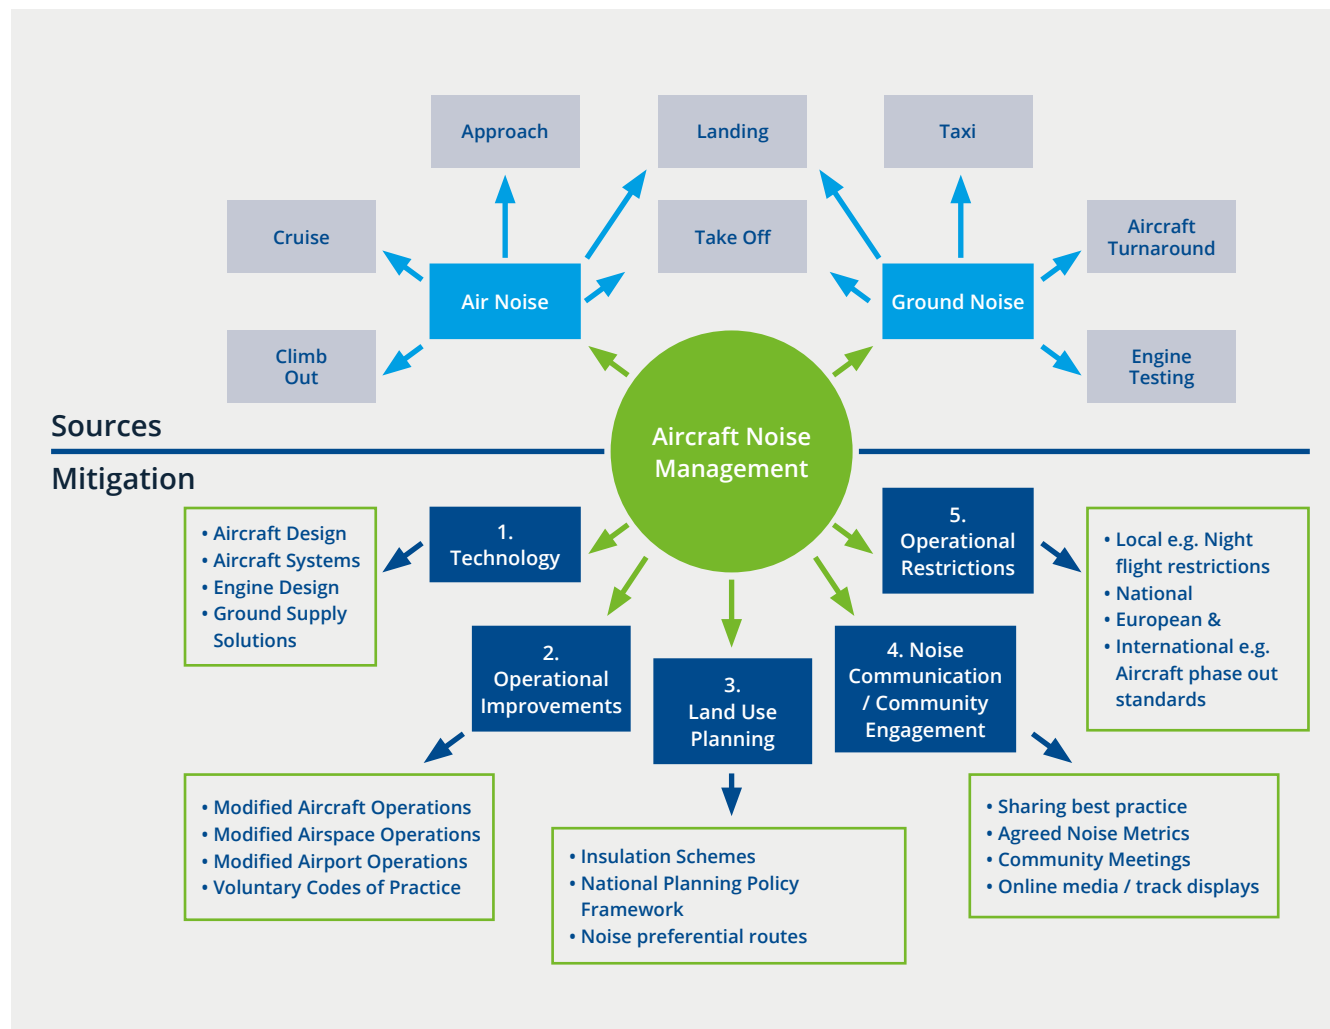 Approach
Landing
Taxi
Cruise
Take Off
Aircraft
Turnaround
Air Noise
Ground Noise
Climb
Out
Engine
Testing
Sources
Aircraft Noise
Management
Mitigation
1.
Technology
• Aircraft Design
• Aircraft Systems
• Engine Design
• Ground Supply
Solutions
5.
Operational
Restrictions
• Local e.g. Night
flight restrictions
• National
• European &
• International e.g.
Aircraft phase out
standards
2.
Operational
Improvements
3.
Land Use
Planning
4. Noise
Communication
/ Community
Engagement
• Modified Aircraft Operations
• Modified Airspace Operations
• Modified Airport Operations
• Voluntary Codes of Practice
• Insulation Schemes
• National Planning Policy
Framework
• Noise preferential routes
• Sharing best practice
• Agreed Noise Metrics
• Community Meetings
• Online media / track displays